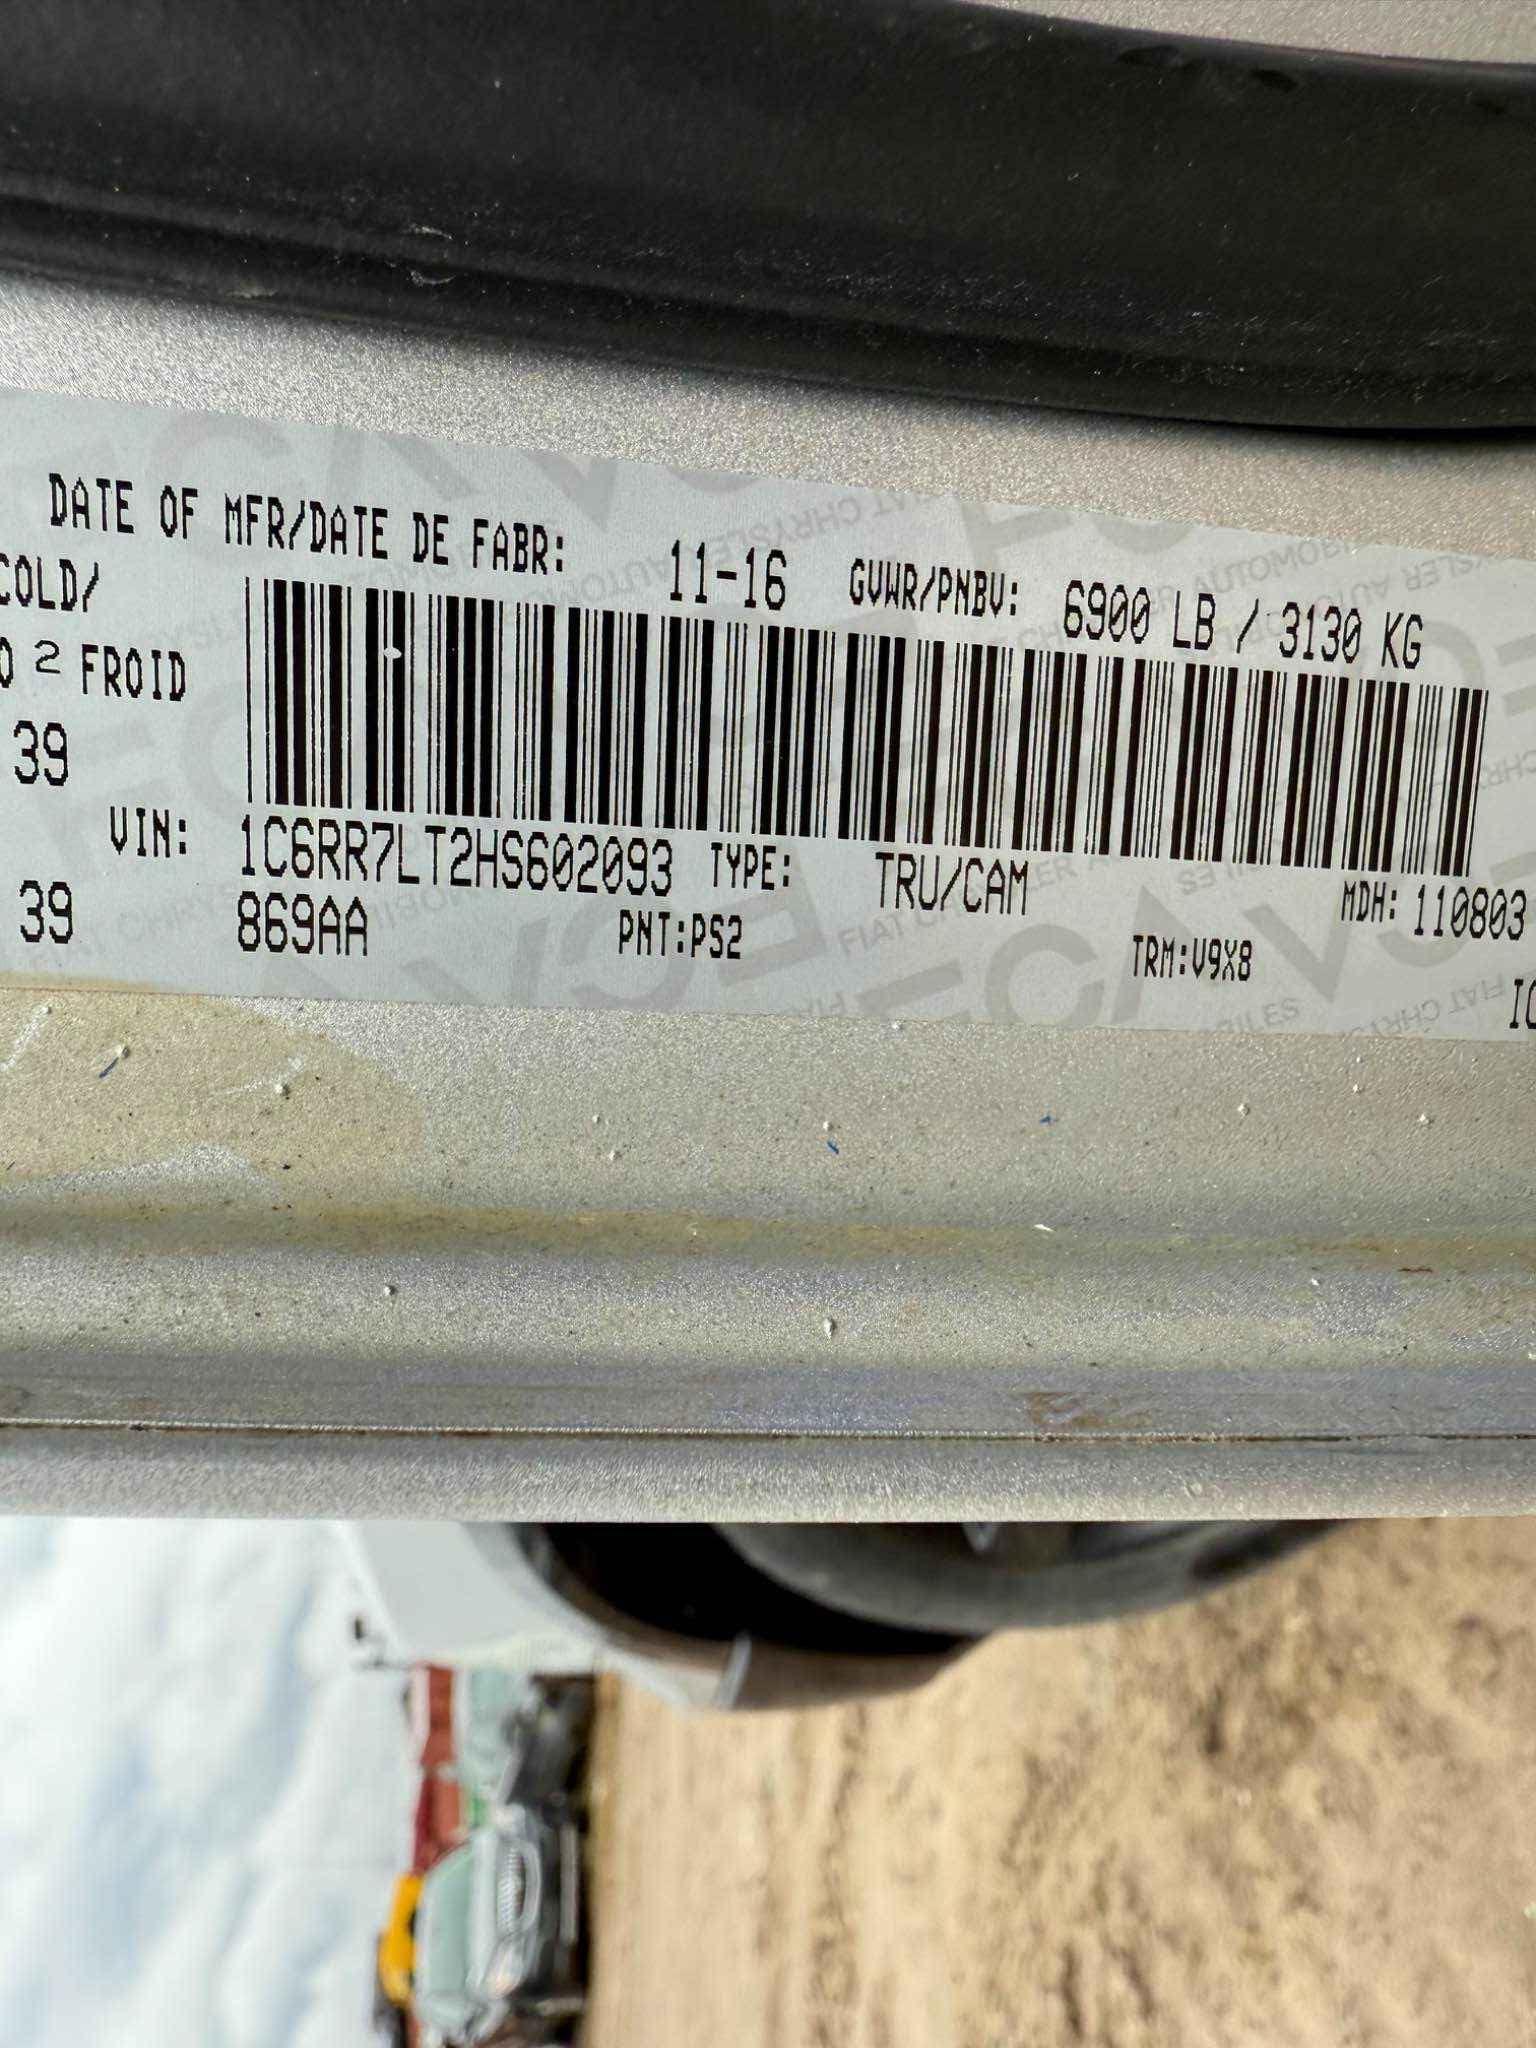 DATE OF MFR/DATE DE FABR: 11-16 GVWR/PNBV: 6900 LB / 3130 KG
COLD/
2 FROID
39
VIN: 1C6RR7LT2HS602093 TYPE: TRU/CAM MDH: 110803
39 869AA PNT:PS2 TRM:V9X8